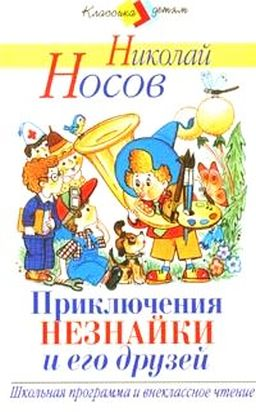 Классика детям
Николай
Носов
Приключения
НЕЗНАЙКИ
и его друзей
Школьная программа и внеклассное чтение